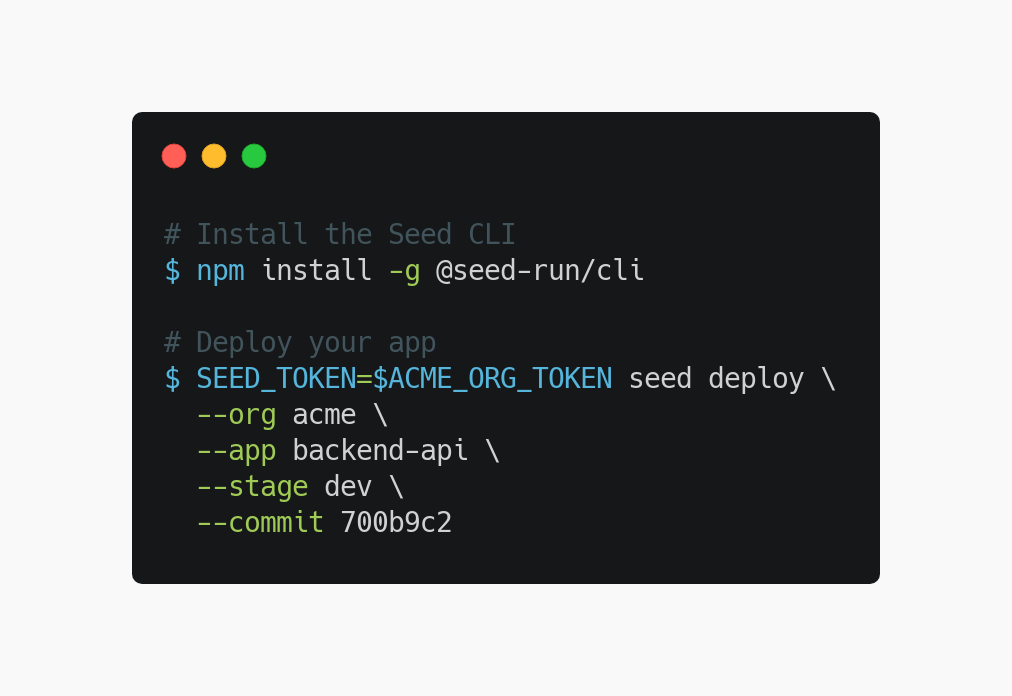 # Install the Seed CLI
$ npm install -g @seed-run/cli
# Deploy your app
$ SEED_TOKEN=$ACME_ORG_TOKEN seed deploy \
--org acme \
--app backend-api \
--stage dev \
--commit 700b9c2